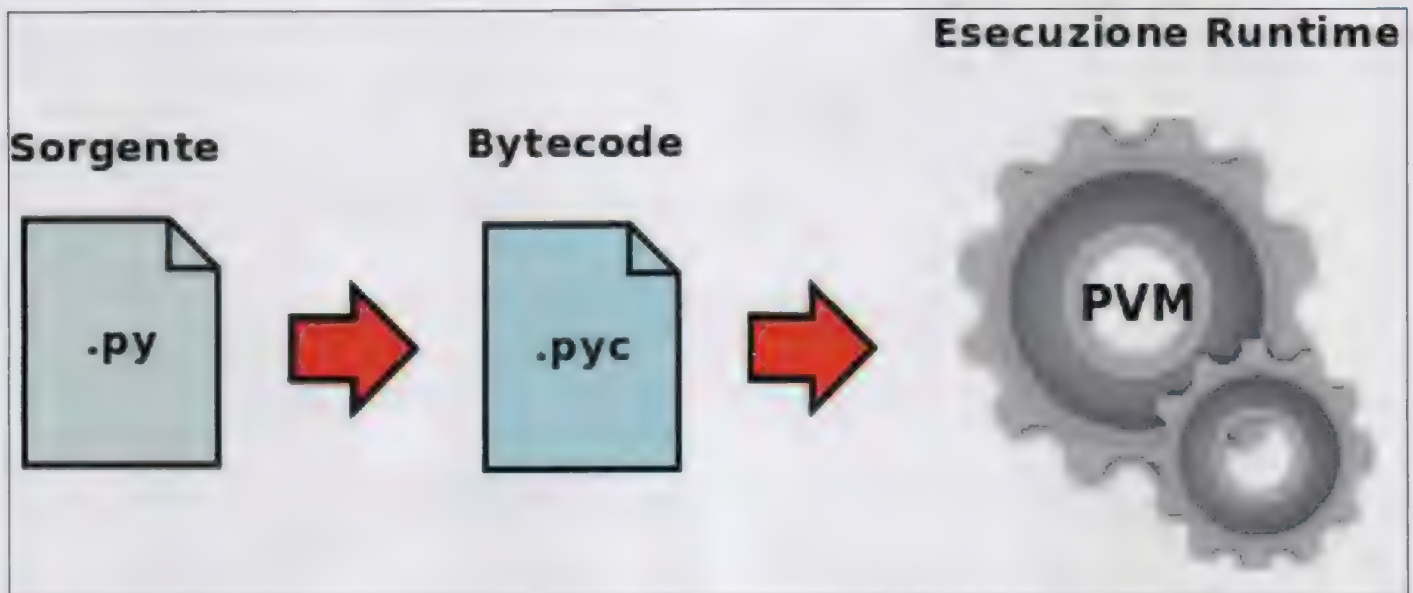 Esecuzione Runtime
Sorgente
Bytecode
.py
.pyc
PVM